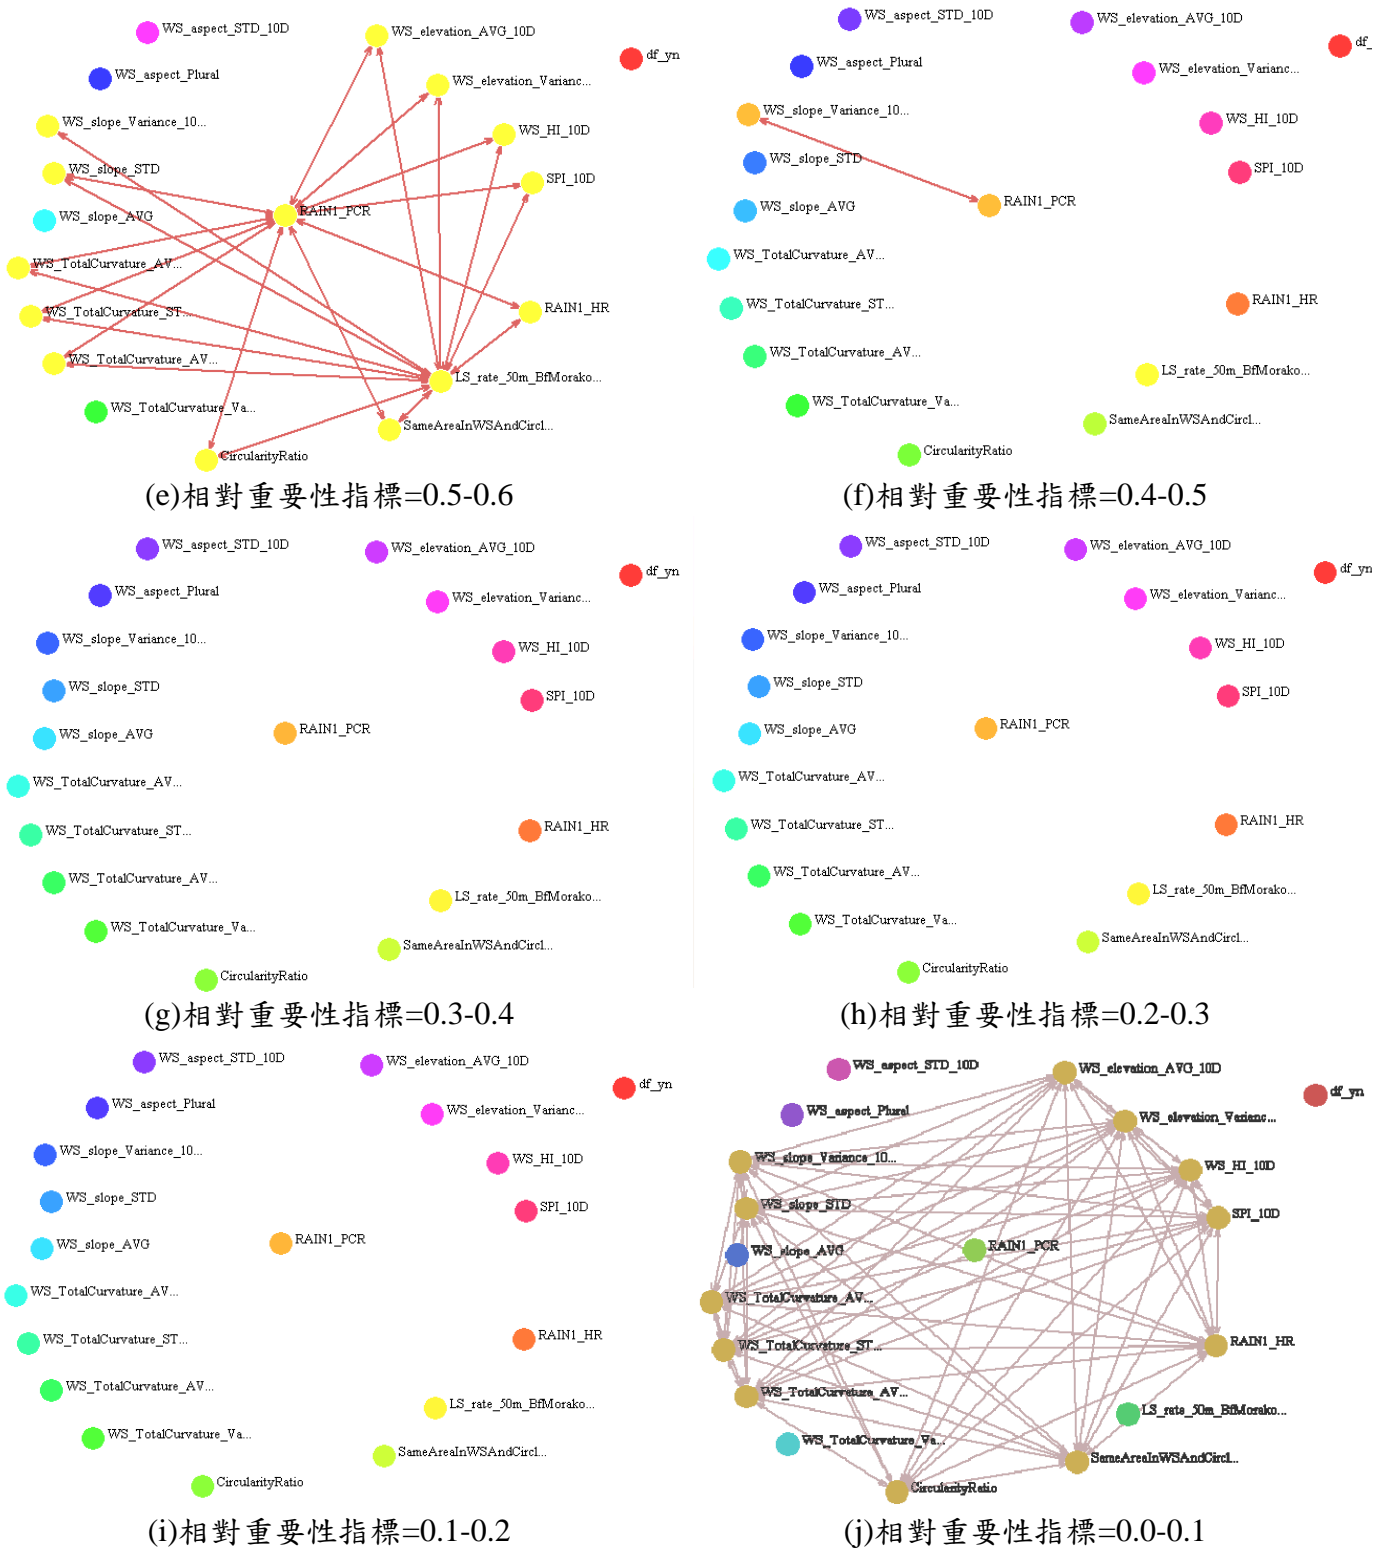 WS_aspect_STD_10D
WS_elevation_AVG_10D
df_yn
WS_aspect_Plural
WS_elevation_Varianc...
WS_slope_Variance_10...
WS_HI_10D
WS_slope_STD
SPI_10D
WS_slope_AVG
RAIN1_PCR
WS_TotalCurvature_AV...
WS_TotalCurvature_ST...
RAIN1_HR
WS_TotalCurvature_AV...
LS_rate_50m_BfMorako...
WS_TotalCurvature_Va...
SameAreaInWSAndCircl...
CircularityRatio
(e)相對重要性指標=0.5-0.6
WS_aspect_STD_10D
WS_elevation_AVG_10D
df_
WS_aspect_Plural
WS_elevation_Varianc...
WS_slope_Variance_10...
WS_HI_10D
WS_slope_STD
SPI_10D
WS_slope_AVG
RAIN1_PCR
WS_TotalCurvature_AV...
WS_TotalCurvature_ST...
RAIN1_HR
WS_TotalCurvature_AV...
LS_rate_50m_BfMorako...
WS_TotalCurvature_Va...
SameAreaInWSAndCircl...
CircularityRatio
(f)相對重要性指標=0.4-0.5
WS_aspect_STD_10D
WS_elevation_AVG_10D
df_yn
WS_aspect_Plural
WS_elevation_Varianc...
WS_slope_Variance_10...
WS_HI_10D
WS_slope_STD
SPI_10D
WS_slope_AVG
RAIN1_PCR
WS_TotalCurvature_AV...
WS_TotalCurvature_ST...
RAIN1_HR
WS_TotalCurvature_AV...
LS_rate_50m_BfMorako...
WS_TotalCurvature_Va...
SameAreaInWSAndCircl...
CircularityRatio
(g)相對重要性指標=0.3-0.4
WS_aspect_STD_10D
WS_elevation_AVG_10D
df_yn
WS_aspect_Plural
WS_elevation_Varianc...
WS_slope_Variance_10...
WS_HI_10D
WS_slope_STD
SPI_10D
WS_slope_AVG
RAIN1_PCR
WS_TotalCurvature_AV...
WS_TotalCurvature_ST...
RAIN1_HR
WS_TotalCurvature_AV...
LS_rate_50m_BfMorako...
WS_TotalCurvature_Va...
SameAreaInWSAndCircl...
CircularityRatio
(h)相對重要性指標=0.2-0.3
WS_aspect_STD_10D
WS_elevation_AVG_10D
df_yn
WS_aspect_Plural
WS_elevation_Varianc...
WS_slope_Variance_10...
WS_HI_10D
WS_slope_STD
SPI_10D
WS_slope_AVG
RAIN1_PCR
WS_TotalCurvature_AV...
WS_TotalCurvature_ST...
RAIN1_HR
WS_TotalCurvature_AV...
LS_rate_50m_BfMorako...
WS_TotalCurvature_Va...
SameAreaInWSAndCircl...
CircularityRatio
(i)相對重要性指標=0.1-0.2
WS_aspect_STD_10D
WS_elevation_AVG_10D
df_yn
WS_aspect_Plural
WS_elevation_Varianc...
WS_slope_Variance_10...
WS_HI_10D
WS_slope_STD
SPI_10D
WS_slope_AVG
RAIN1_PCR
WS_TotalCurvature_AV...
WS_TotalCurvature_ST...
RAIN1_HR
WS_TotalCurvature_AV...
LS_rate_50m_BfMorako...
WS_TotalCurvature_Va...
SameAreaInWSAndCircl...
CircularityRatio
(j)相對重要性指標=0.0-0.1